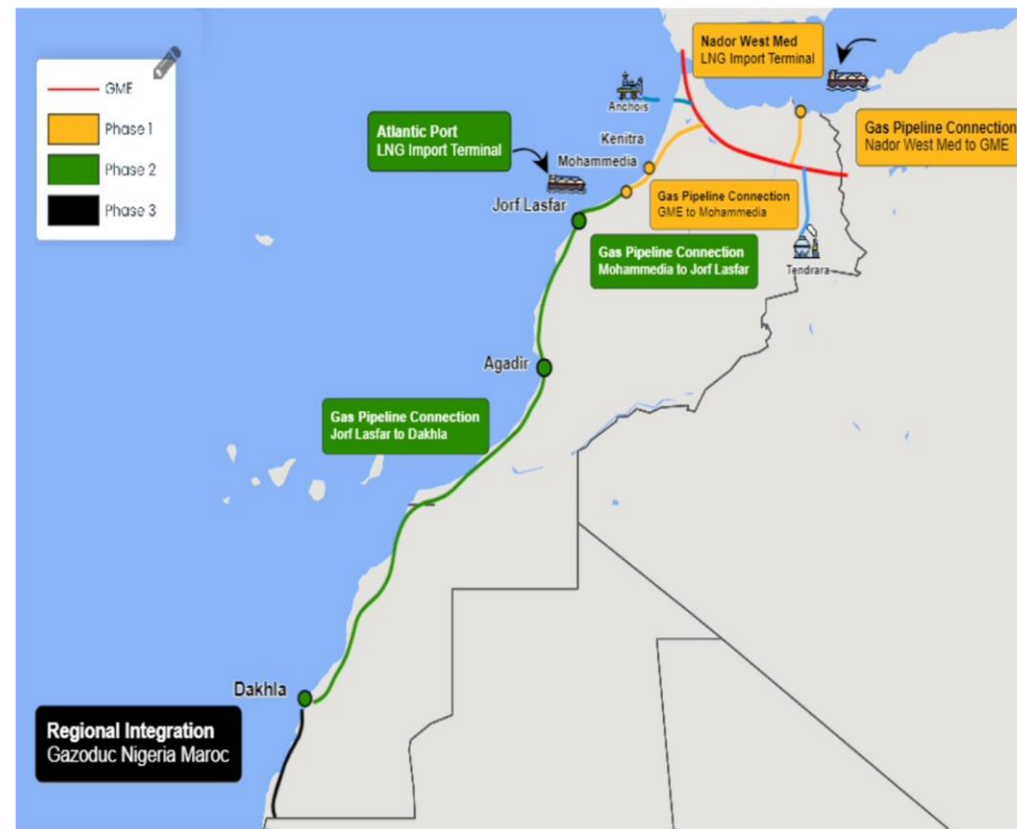 GME
Phase 1
Phase 2
Phase 3
Nador West Med
LNG Import Terminal
Anchois
Atlantic Port
LNG Import Terminal
Kenitra
Mohammedia
Gas Pipeline Connection
Nador West Med to GME
Jorf Lasfar
Gas Pipeline Connection
GME to Mohammedia
Gas Pipeline Connection
Mohammedia to Jorf Lasfar
Tendrara
Agadir
Gas Pipeline Connection
Jorf Lasfar to Dakhla
Dakhla
Regional Integration
Gazoduc Nigeria Maroc